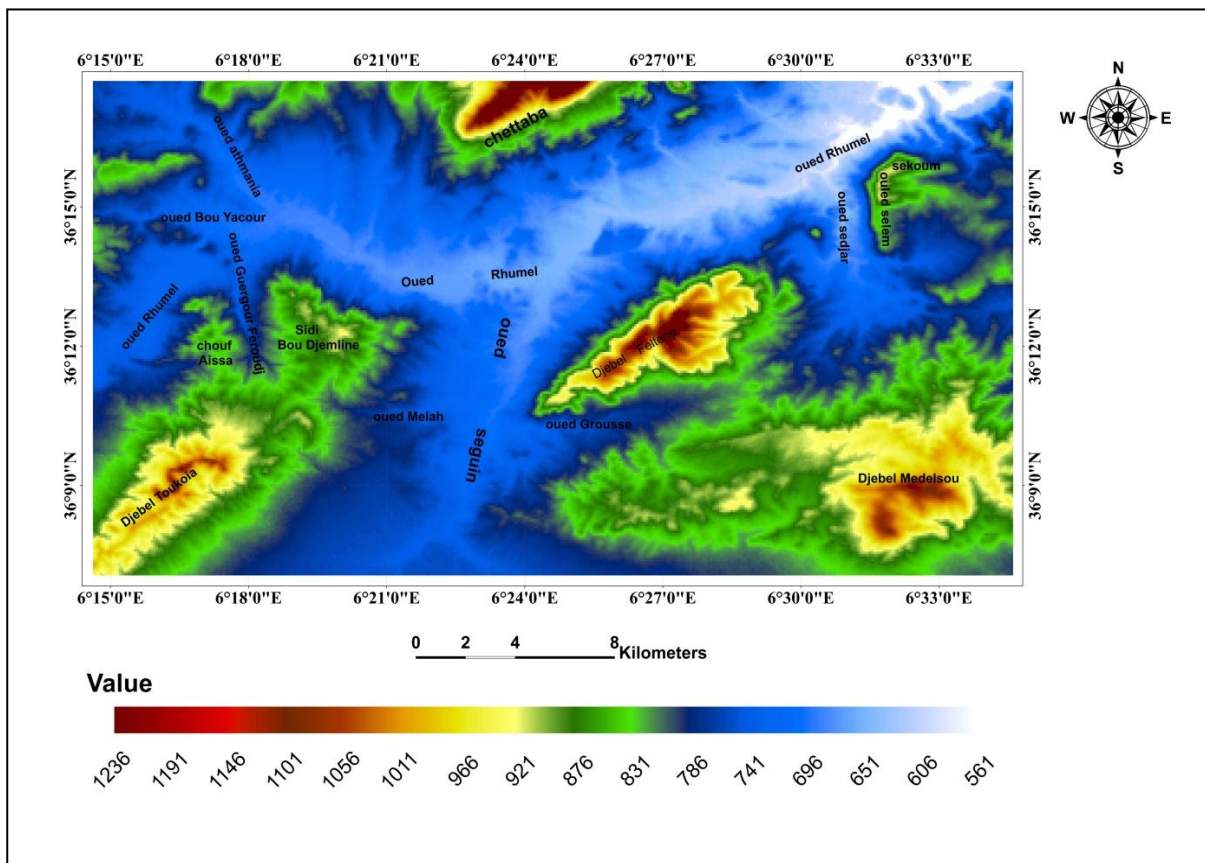 6°15'0"E 6°18'0"E 6°21'0"E 6°24'0"E 6°27'0"E 6°30'0"E 6°33'0"E
N
W E
S
chettaba
oued athmania
oued Rhumel
sekoum
36°15'0"N
oued Bou Yacour
oued sedjar
ouled selem
36°15'0"N
oued Guergour Feroudj
Oued Rhumel
oued Rhumel
oued
seguin
36°12'0"N
chouf
Aissa
Sidi
Bou Djemline
Djebel Felten
36°12'0"N
oued Melah
oued Grousse
36°9'0"N
Djebel Toukoia
Djebel Medelsou
36°9'0"N
6°15'0"E 6°18'0"E 6°21'0"E 6°24'0"E 6°27'0"E 6°30'0"E 6°33'0"E
0 2 4 8
Kilometers
Value
1236 1191 1146 1101 1056 1011 966 921 876 831 786 741 696 651 606 561